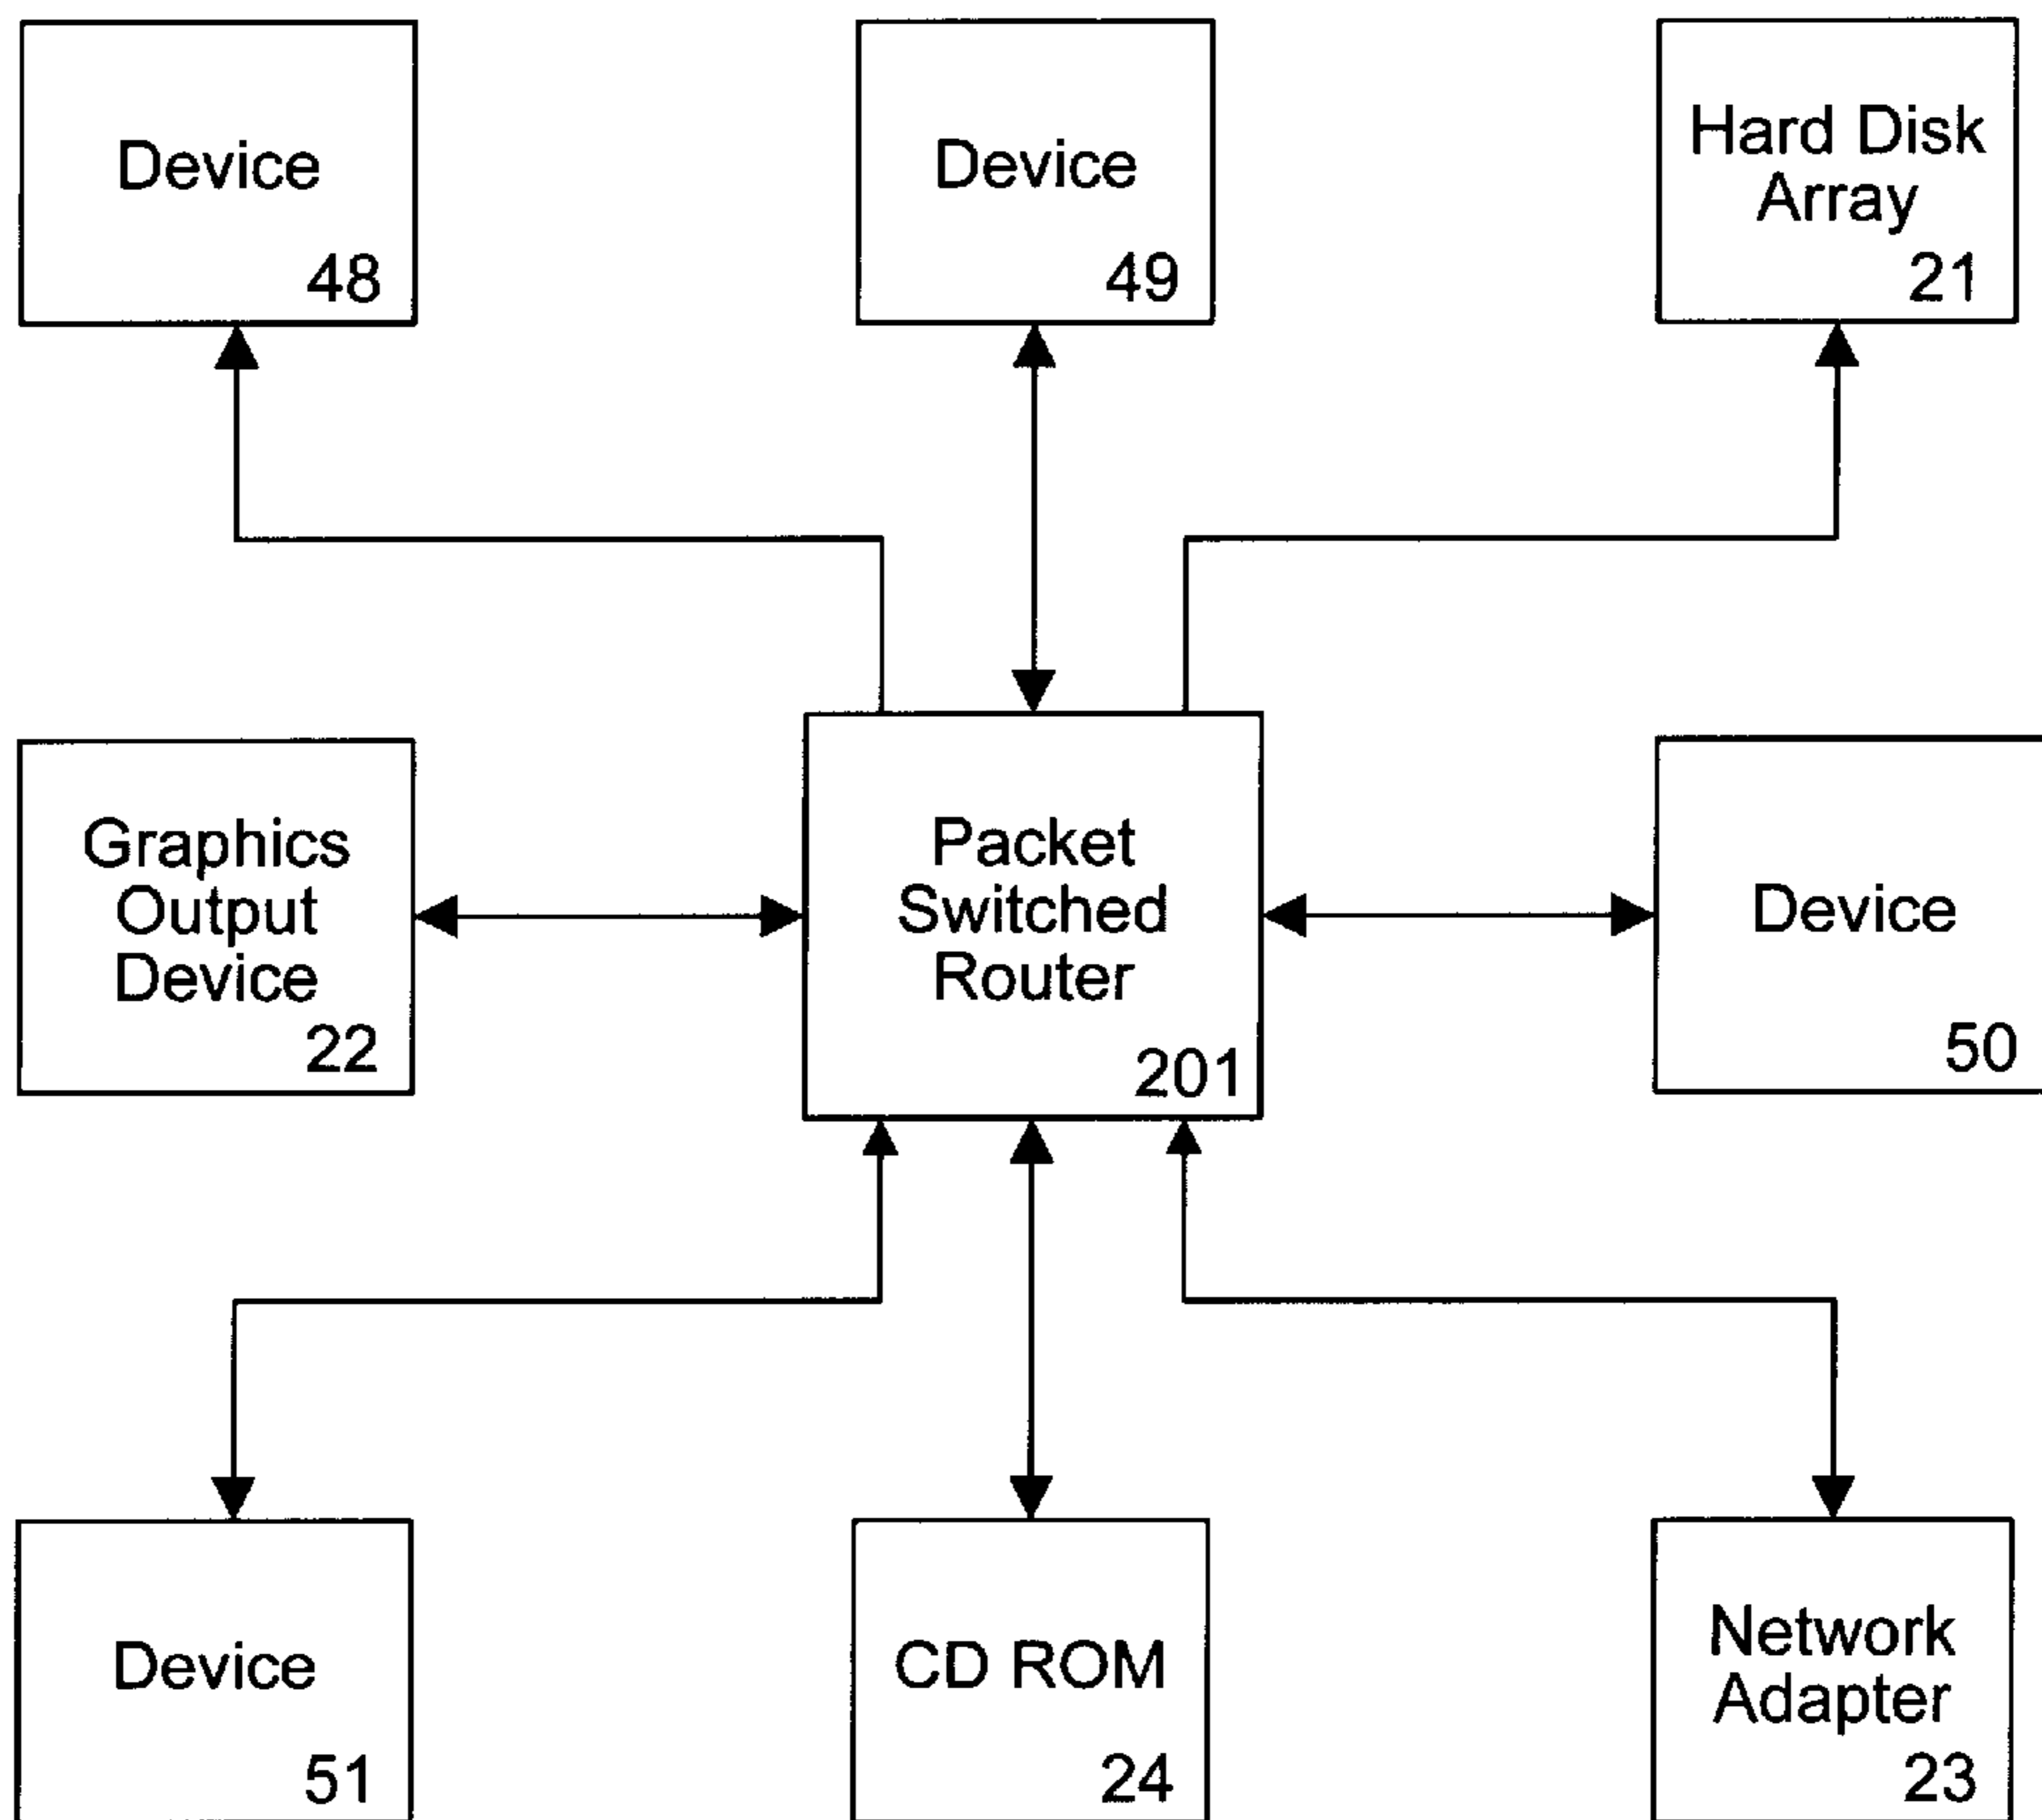 Device
48
Device
49
Hard Disk
Array
21
Graphics
Output
Device
22
Packet
Switched
Router
201
Device
50
Device
51
CD ROM
24
Network
Adapter
23